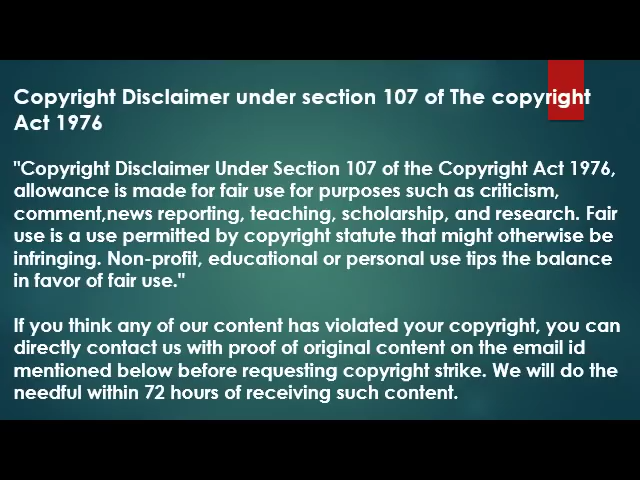 Copyright Disclaimer under section 107 of The copyright
Act 1976
"Copyright Disclaimer Under Section 107 of the Copyright Act 1976,
allowance is made for fair use for purposes such as criticism,
comment,news reporting, teaching, scholarship, and research. Fair
use is a use permitted by copyright statute that might otherwise be
infringing. Non-profit, educational or personal use tips the balance
in favor of fair use."
If you think any of our content has violated your copyright, you can
directly contact us with proof of original content on the email id
mentioned below before requesting copyright strike. We will do the
needful within 72 hours of receiving such content.